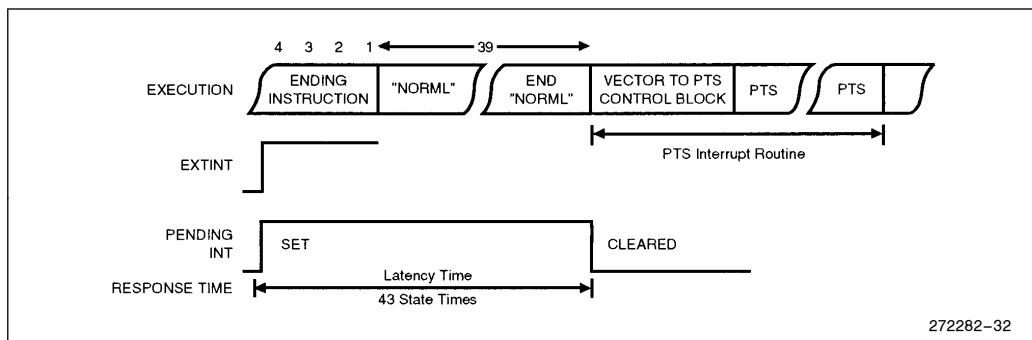 4 3 2 1 39
EXECUTION
ENDING
INSTRUCTION
"NORML"
END
"NORML"
VECTOR TO PTS
CONTROL BLOCK
PTS
PTS
PTS Interrupt Routine
EXTINT
PENDING
INT
SET
CLEARED
RESPONSE TIME
Latency Time
43 State Times
272282–32